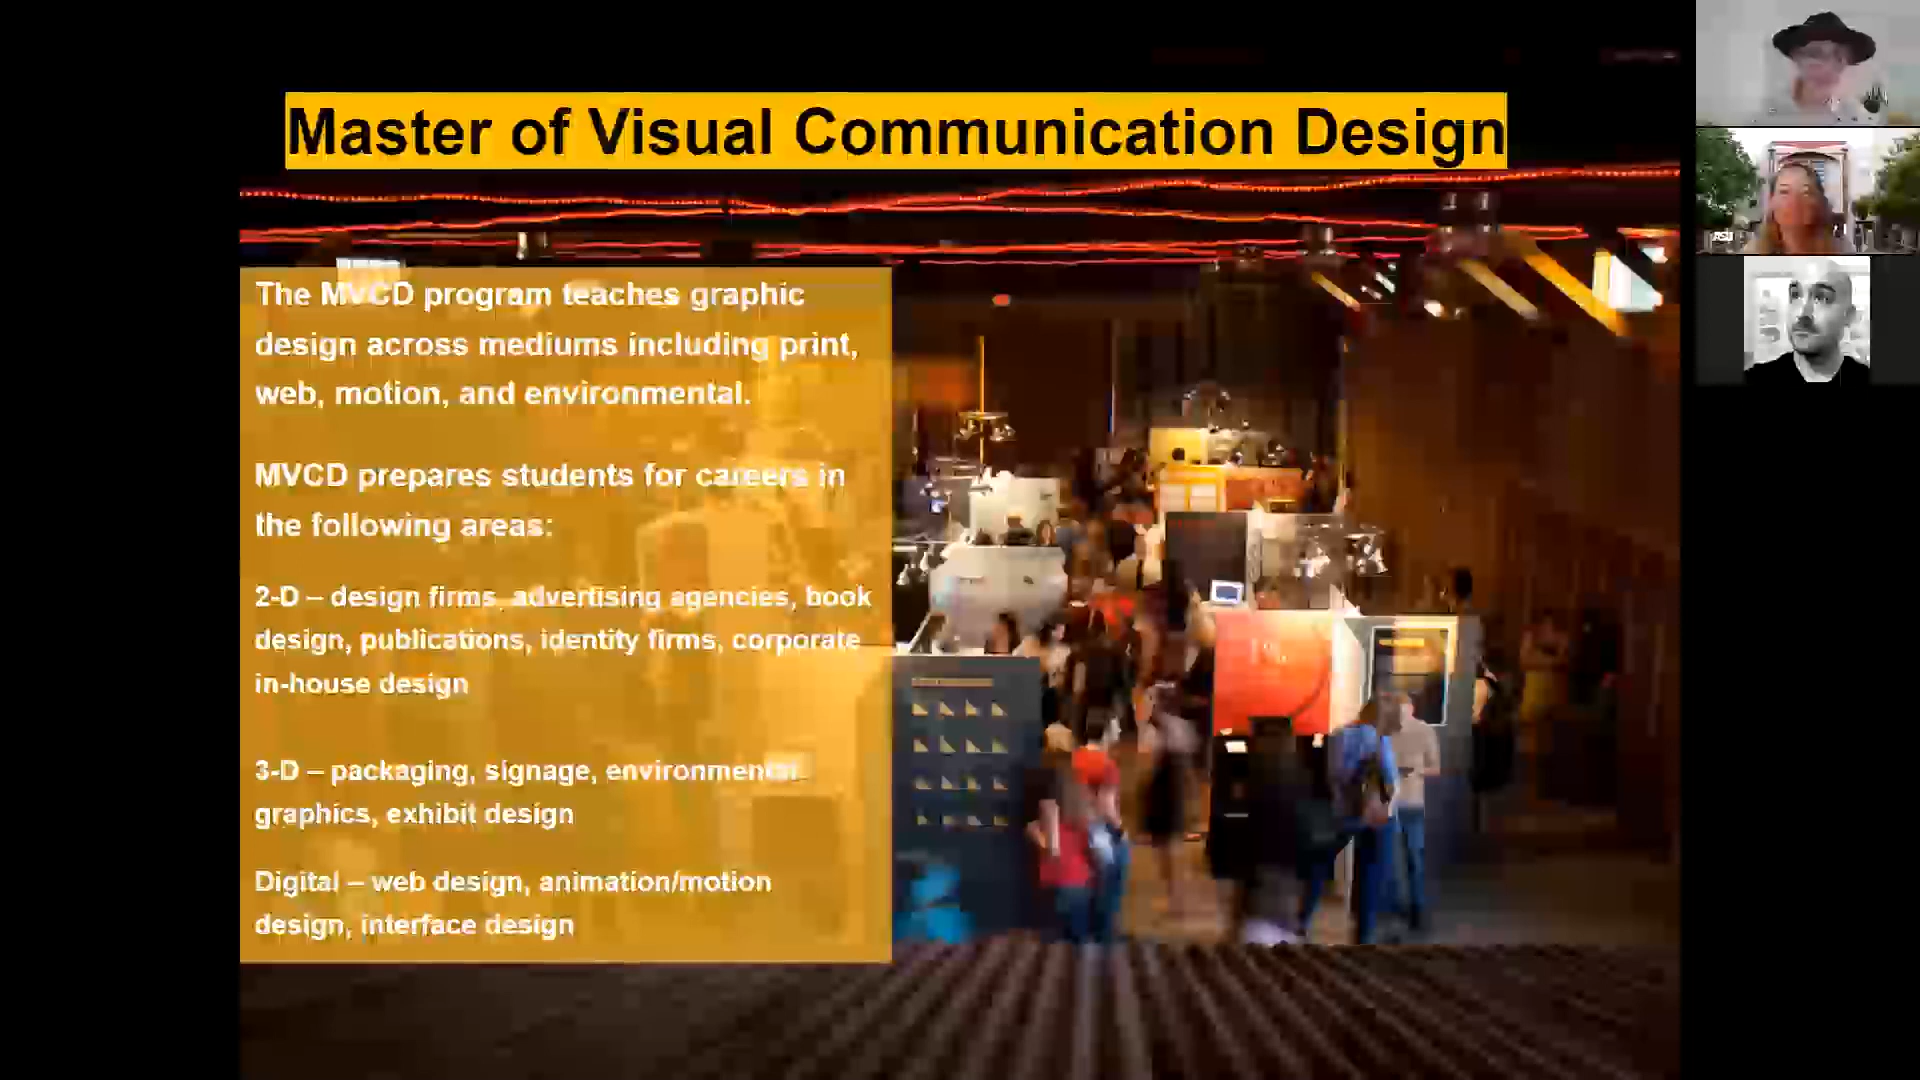 Master of Visual Communication Design
The MVCD program teaches graphic
design across mediums including print,
web, motion, and environmental.
MVCD prepares students for careers in
the following areas:
2-D – design firms, advertising agencies, book
design, publications, identity firms, corporate
in-house design
3-D – packaging, signage, environmental
graphics, exhibit design
Digital – web design, animation/motion
design, interface design
ASU